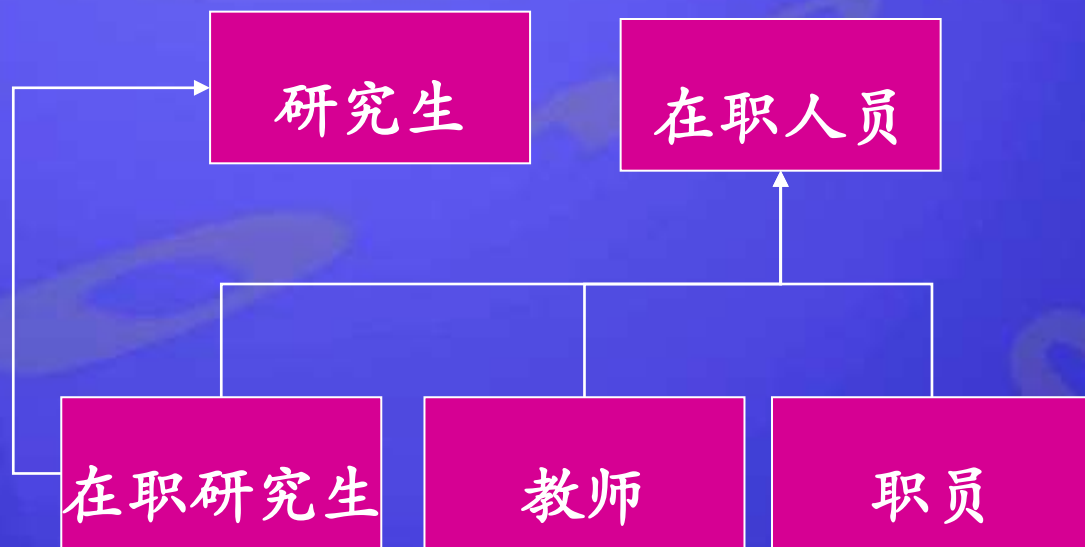 研究生
在职人员
在职研究生
教师
职员